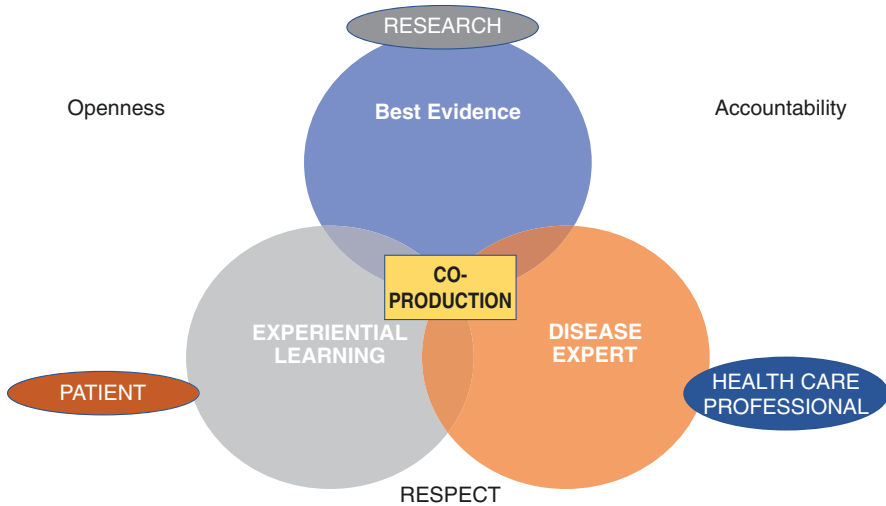 RESEARCH
Best Evidence
Openness
Accountability
CO-
PRODUCTION
EXPERIENTIAL
LEARNING
DISEASE
EXPERT
PATIENT
HEALTH CARE
PROFESSIONAL
RESPECT